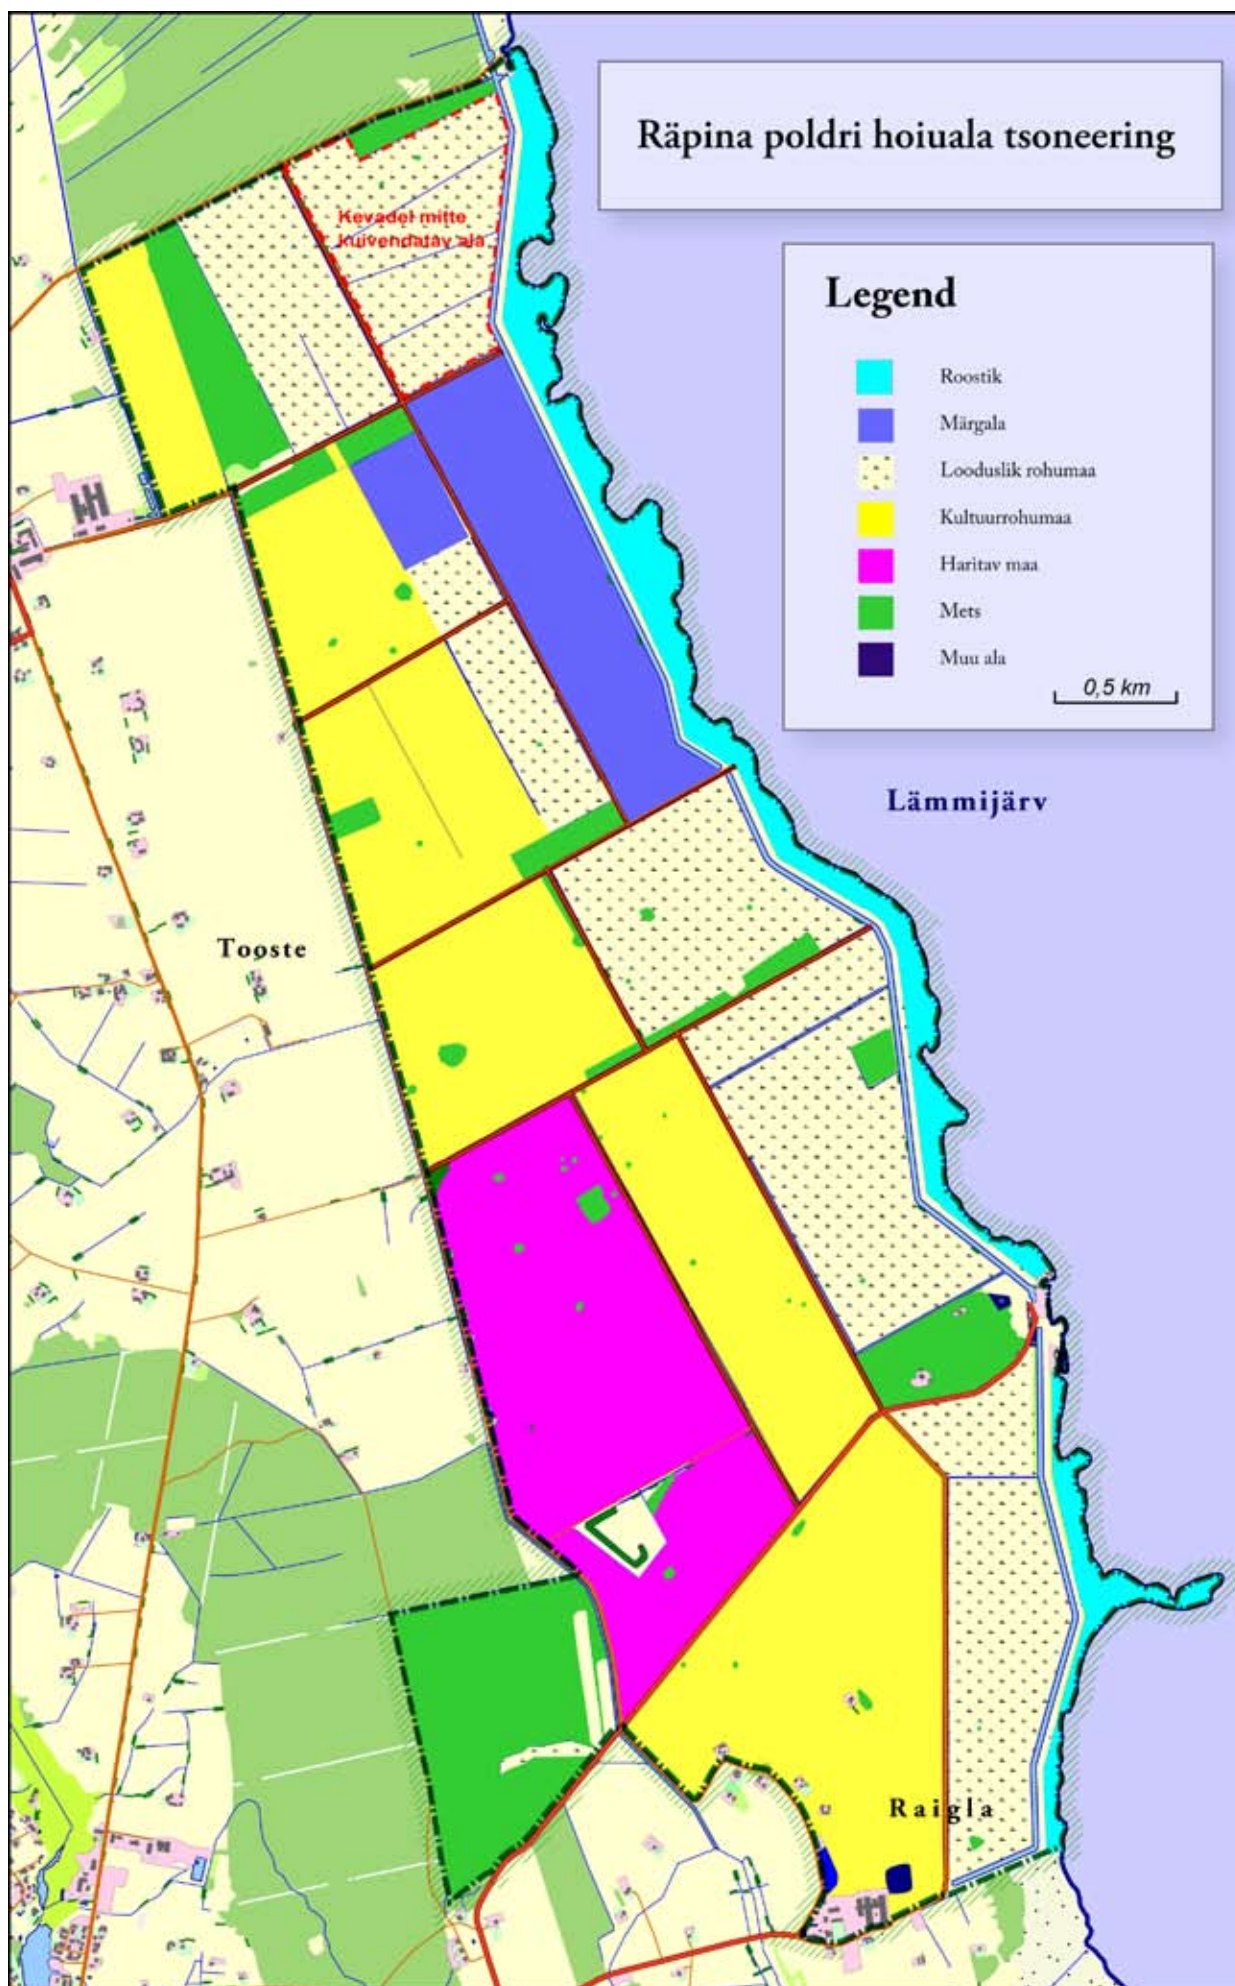 Räpina poldri hoiuala tsoneering
Kevadel mitte
kuivendatav ala
Legend
Roostik
Märgala
Looduslik rohumaa
Kultuurrohumaa
Haritav maa
Mets
Muu ala
0,5 km
Lämmijärv
Tooste
Raigla